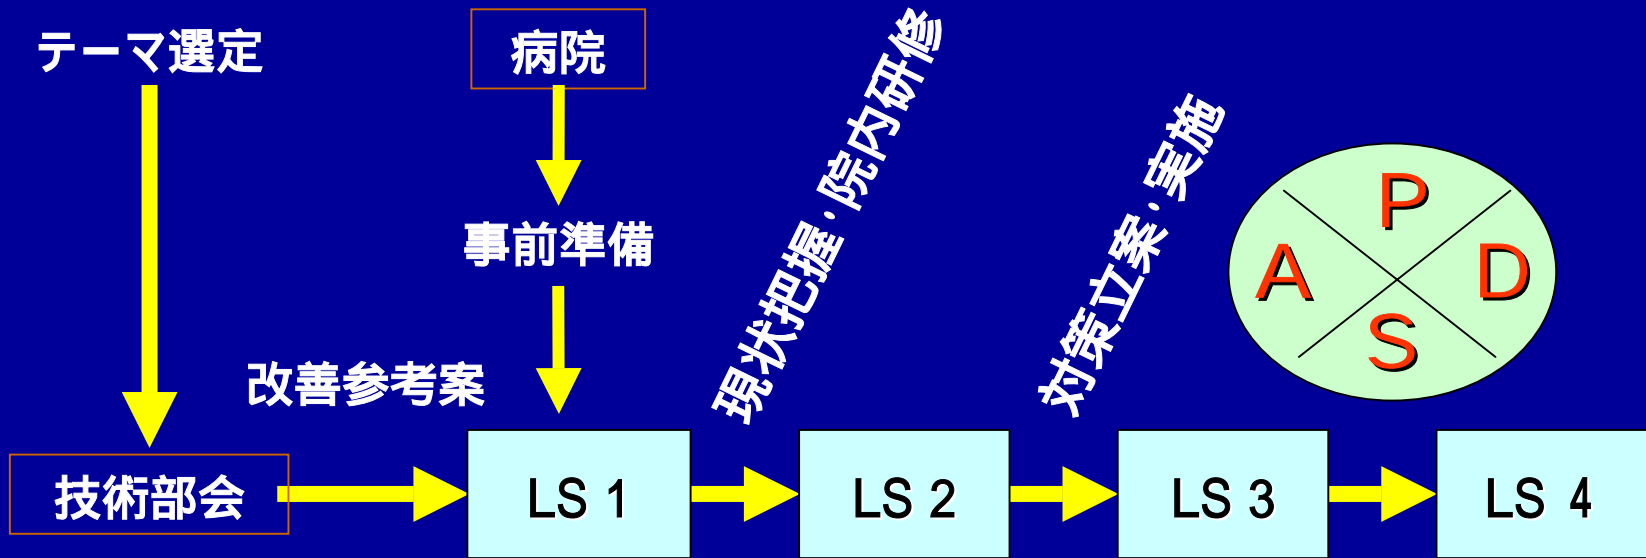 テーマ選定
病院
事前準備
改善参考案
技術部会
現状把握・院内研修
対策立案・実施
P
A
D
S
LS 1
LS 2
LS 3
LS 4